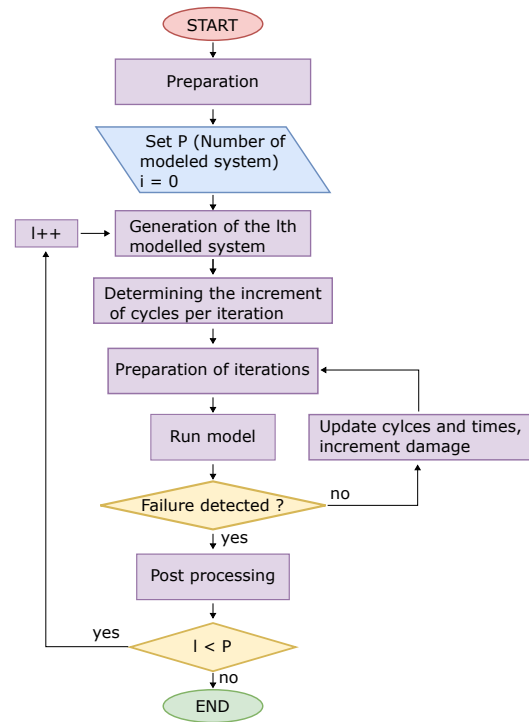 START
Preparation
Set P (Number of
modeled system)
i = 0
I++
Generation of the Ith
modelled system
Determining the increment
of cycles per iteration
Preparation of iterations
Run model
Update cylces and times,
increment damage
Failure detected ?
no
yes
Post processing
yes
I < P
no
END